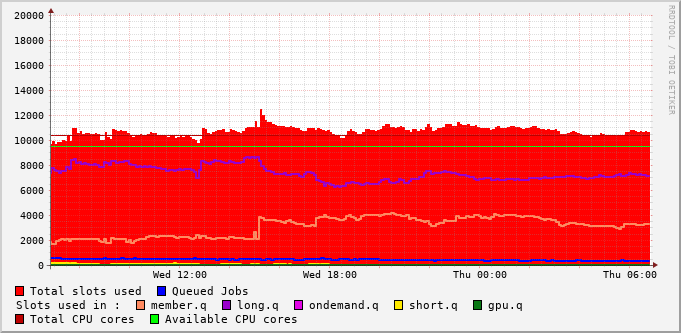 20000
18000
16000
14000
12000
10000
8000
6000
4000
2000
0
Wed 12:00 Wed 18:00 Thu 00:00 Thu 06:00
RRDTOOL / TOBI OETIKER
Total slots used Queued Jobs
Slots used in : member.q long.q ondemand.q short.q gpu.q
Total CPU cores Available CPU cores